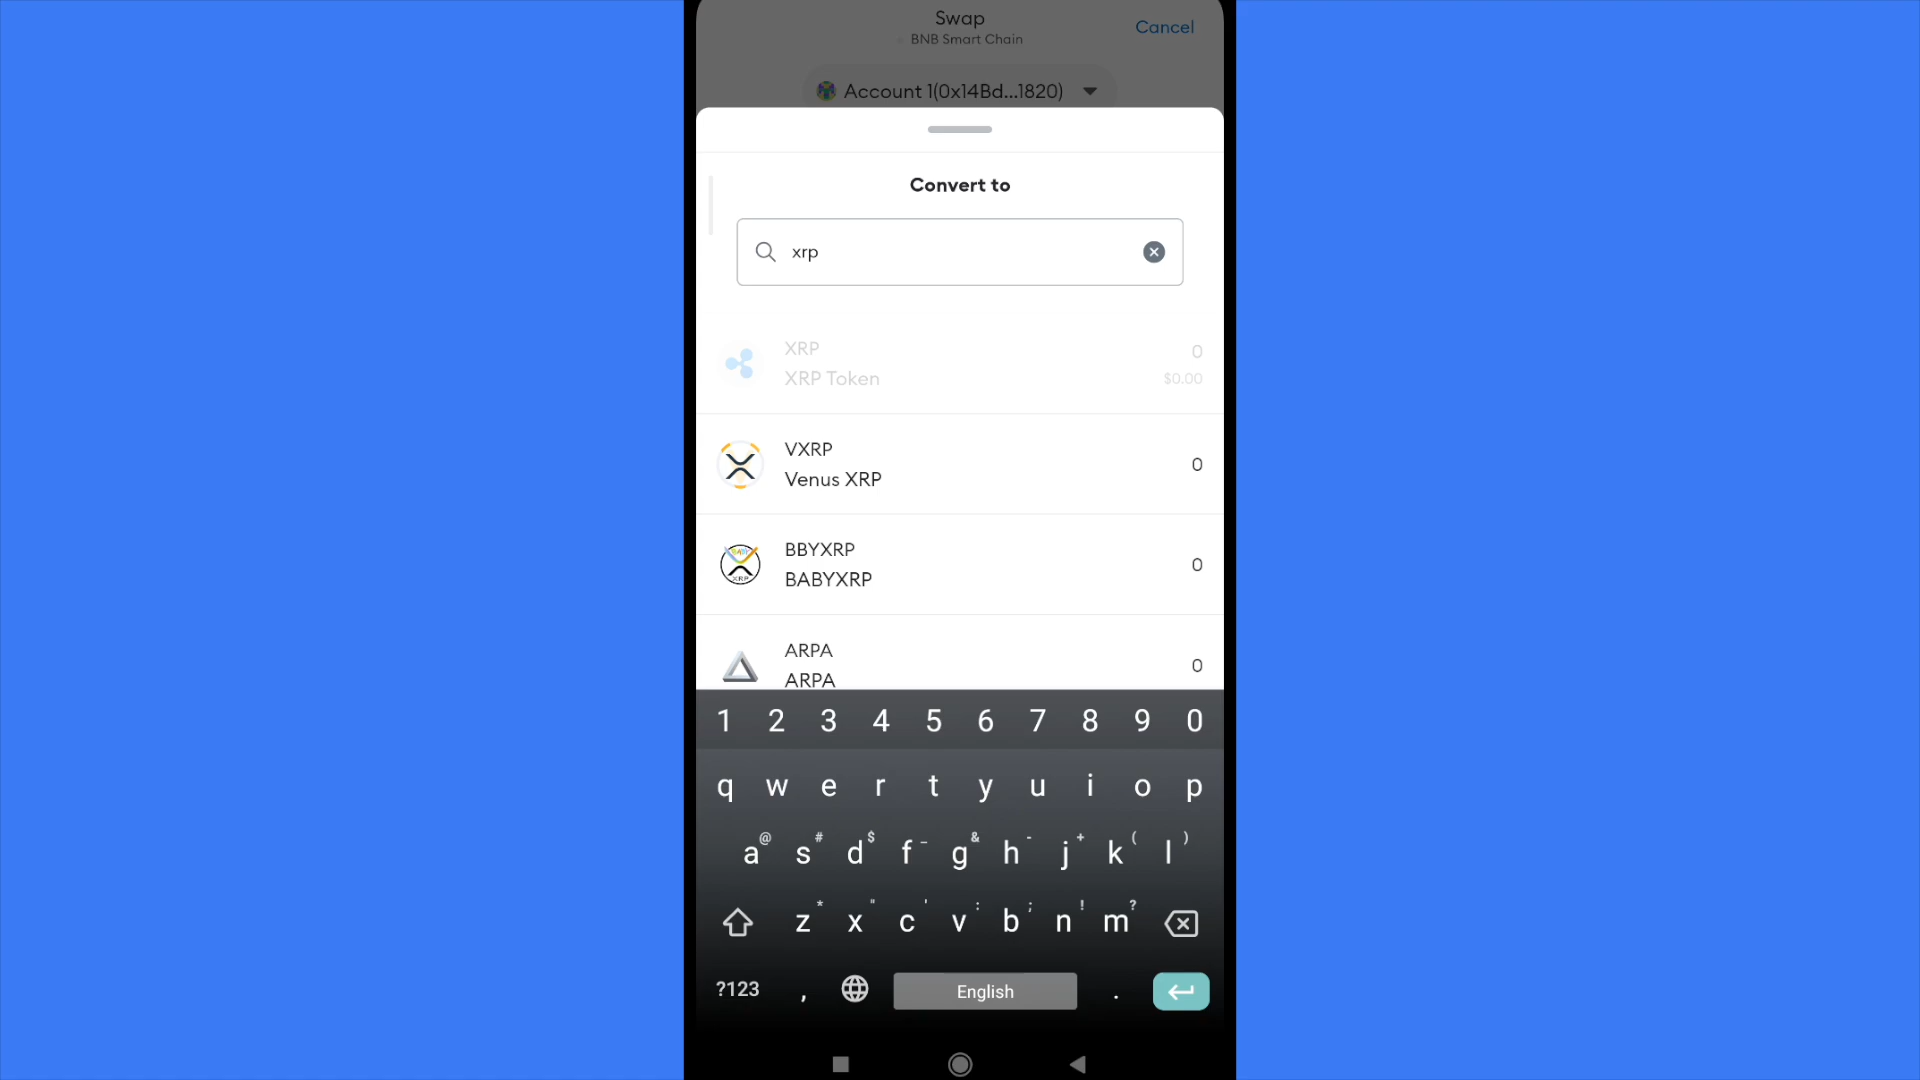 Swap
BNB Smart Chain
Cancel
Account 1(0x14Bd...1820)
Convert to
xrp
XRP
0
XRP Token
$0.00
VXRP
Venus XRP
0
BABY
XRP
BBYXRP
BABYXRP
0
ARPA
ARPA
0
1 2 3 4 5 6 7 8 9 0
q w e r t y u i o p
@ # $ _ & - + ( )
a s d f g h j k l
* " ' : ; ! ?
z x c v b n m
?123 , English .